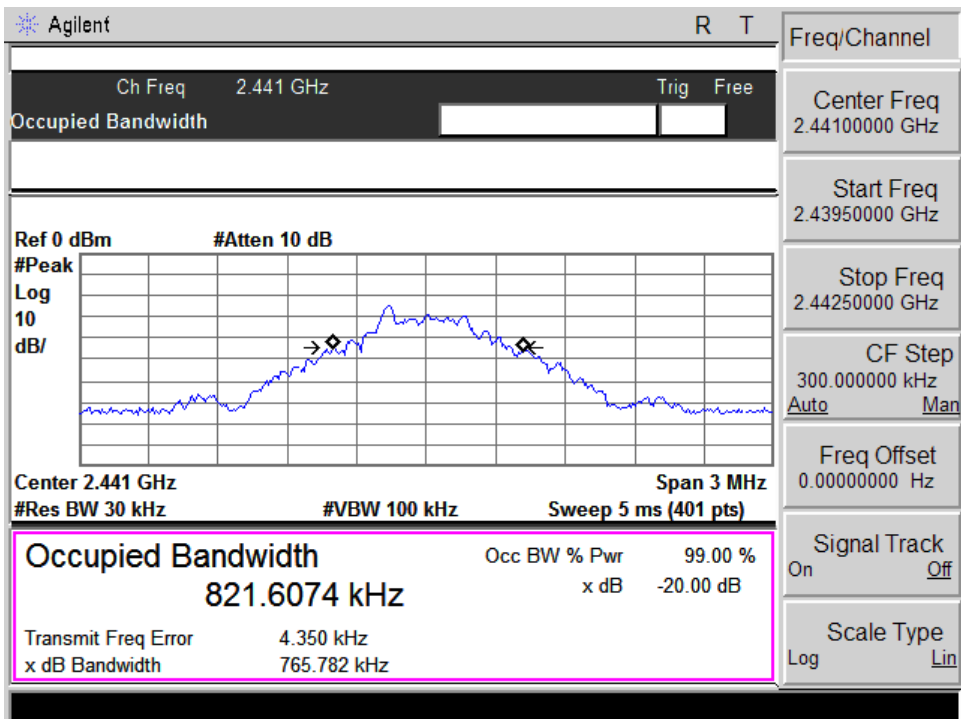 Agilent R T
Ch Freq 2.441 GHz Trig Free
Occupied Bandwidth
Ref 0 dBm #Atten 10 dB
#Peak
Log
10
dB/
Center 2.441 GHz Span 3 MHz
#Res BW 30 kHz #VBW 100 kHz Sweep 5 ms (401 pts)
Occupied Bandwidth
821.6074 kHz
Occ BW % Pwr 99.00 %
x dB -20.00 dB
Transmit Freq Error 4.350 kHz
x dB Bandwidth 765.782 kHz
Freq/Channel
Center Freq
2.44100000 GHz
Start Freq
2.43950000 GHz
Stop Freq
2.44250000 GHz
CF Step
300.000000 kHz
Auto Man
Freq Offset
0.00000000 Hz
Signal Track
On Off
Scale Type
Log Lin